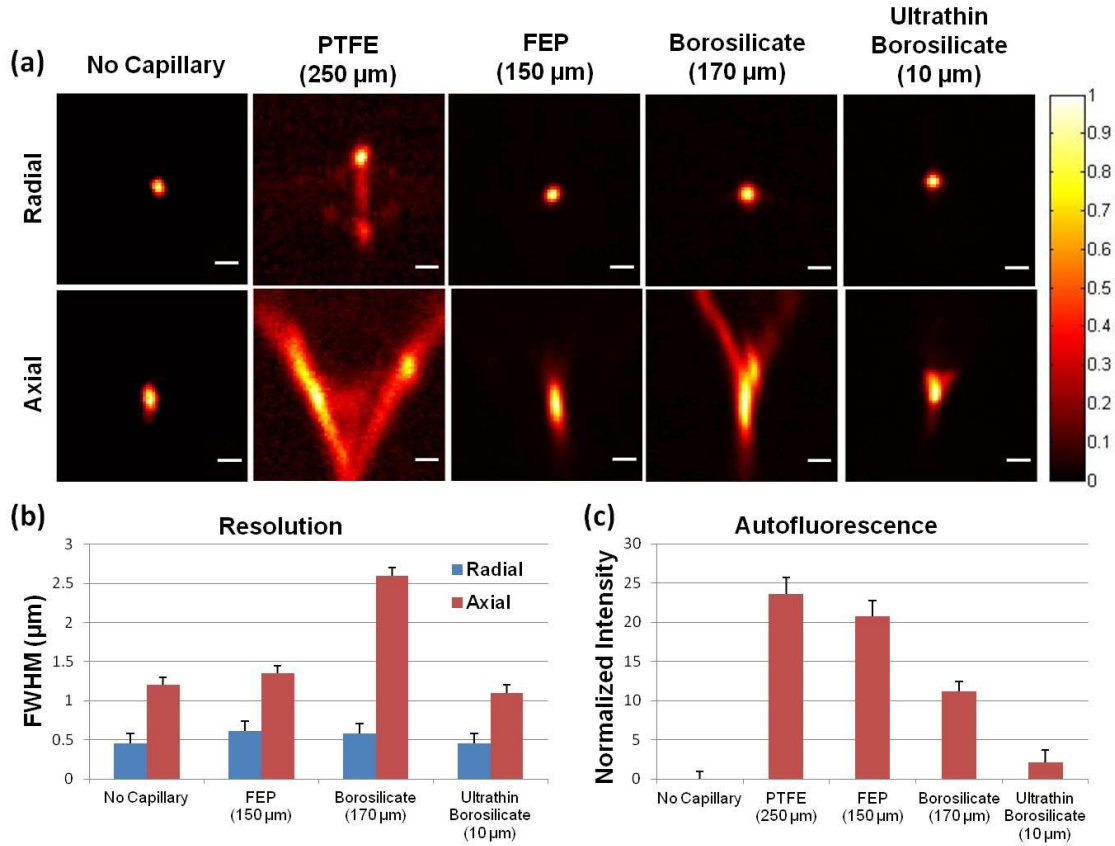 (a)
No Capillary
PTFE
(250 µm)
FEP
(150 µm)
Borosilicate
(170 µm)
Ultrathin
Borosilicate
(10 µm)
Radial
Axial
1
0.9
0.8
0.7
0.6
0.5
0.4
0.3
0.2
0.1
0
(b)
Resolution
FWHM (µm)
3
2.5
2
1.5
1
0.5
0
Radial
Axial
No Capillary
FEP
(150 µm)
Borosilicate
(170 µm)
Ultrathin
Borosilicate
(10 µm)
(c)
Autofluorescence
Normalized Intensity
30
25
20
15
10
5
0
No Capillary
PTFE
(250 µm)
FEP
(150 µm)
Borosilicate
(170 µm)
Ultrathin
Borosilicate
(10 µm)